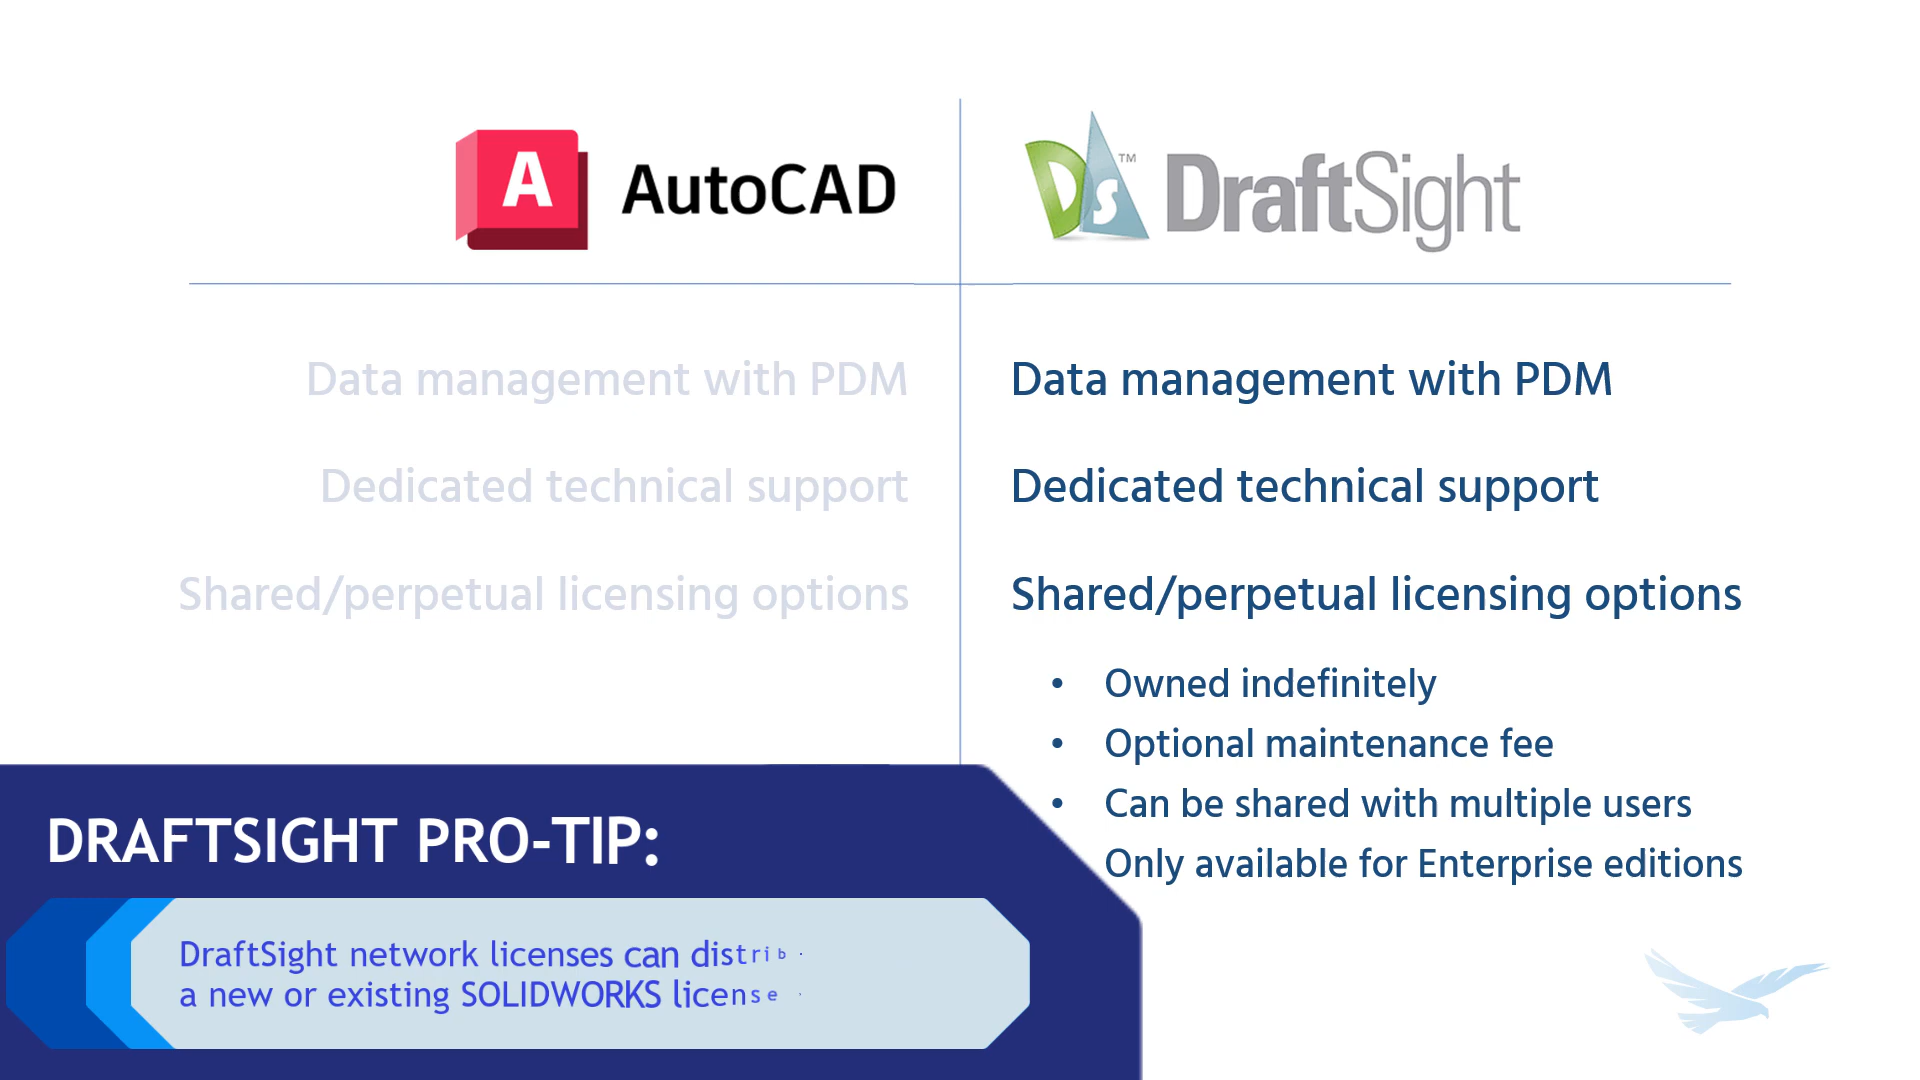 A AutoCAD
DS™ DraftSight
Data management with PDM
Data management with PDM
Dedicated technical support
Dedicated technical support
Shared/perpetual licensing options
Shared/perpetual licensing options
• Owned indefinitely
• Optional maintenance fee
• Can be shared with multiple users
Only available for Enterprise editions
DRAFTSIGHT PRO-TIP:
DraftSight network licenses can distrib
a new or existing SOLIDWORKS license